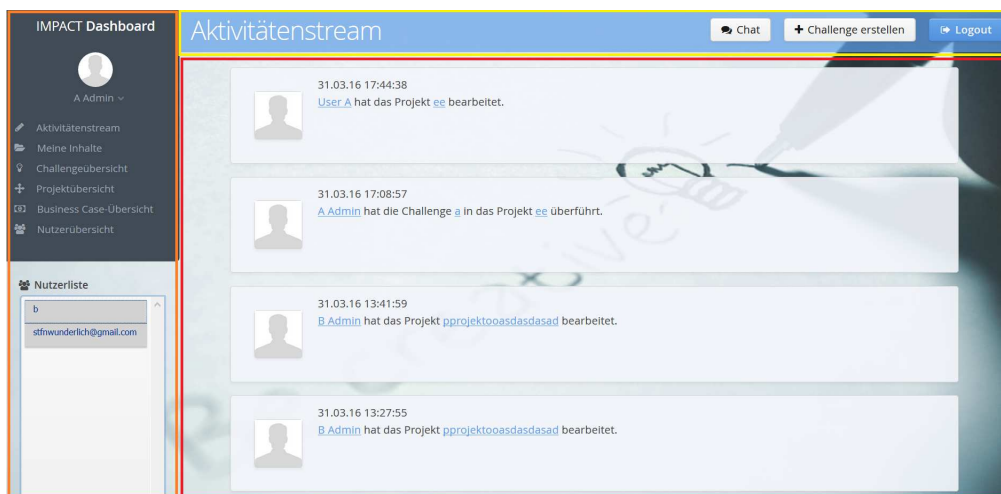 IMPACT Dashboard
A Admin
Aktivitätenstream
Meine Inhalte
Challengeübersicht
Projektübersicht
Business Case-Übersicht
Nutzerübersicht
Nutzerliste
b
stfnwunderlich@gmail.com
Aktivitätenstream
Chat
Challenge erstellen
Logout
31.03.16 17:44:38
User A hat das Projekt ee bearbeitet.
31.03.16 17:08:57
A Admin hat die Challenge a in das Projekt ee überführt.
31.03.16 13:41:59
B Admin hat das Projekt pprojektooasdasdasad bearbeitet.
31.03.16 13:27:55
B Admin hat das Projekt pprojektooasdasdasad bearbeitet.
Be Creative